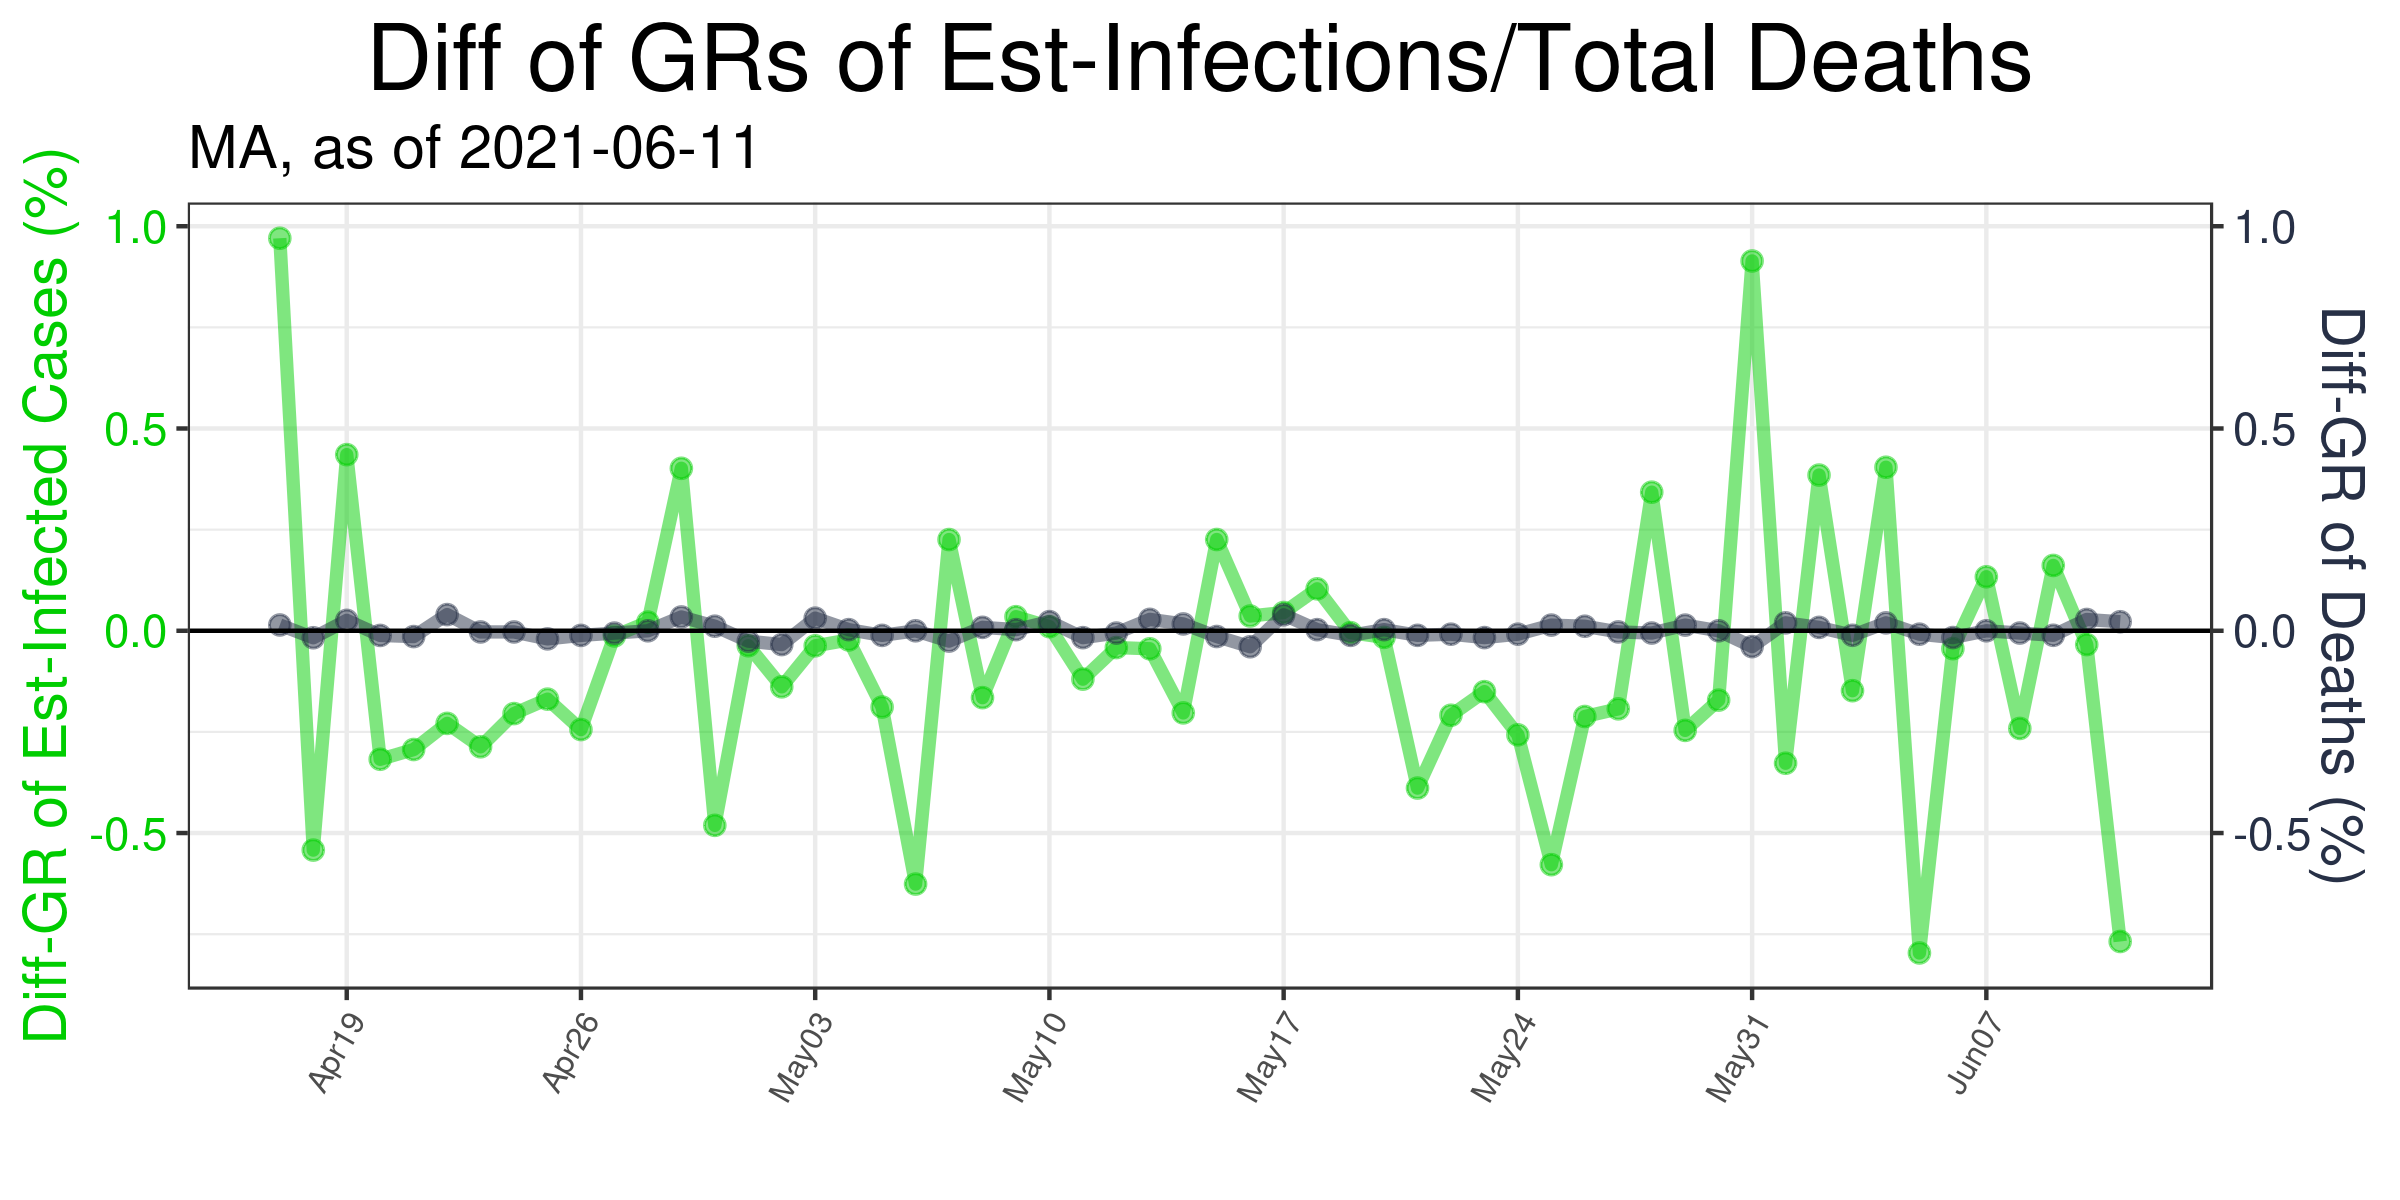 Diff of GRs of Est-Infections/Total Deaths
MA, as of 2021-06-11
Diff-GR of Est-Infected Cases (%)
1.0
0.5
0.0
-0.5
1.0
0.5
0.0
-0.5
Diff-GR of Deaths (%)
Apr19
Apr26
May03
May10
May17
May24
May31
Jun07